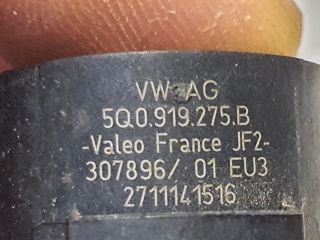 VW AG
5Q0.919.275.B
-Valeo France JF2-
307896/ 01 EU3
2711141516